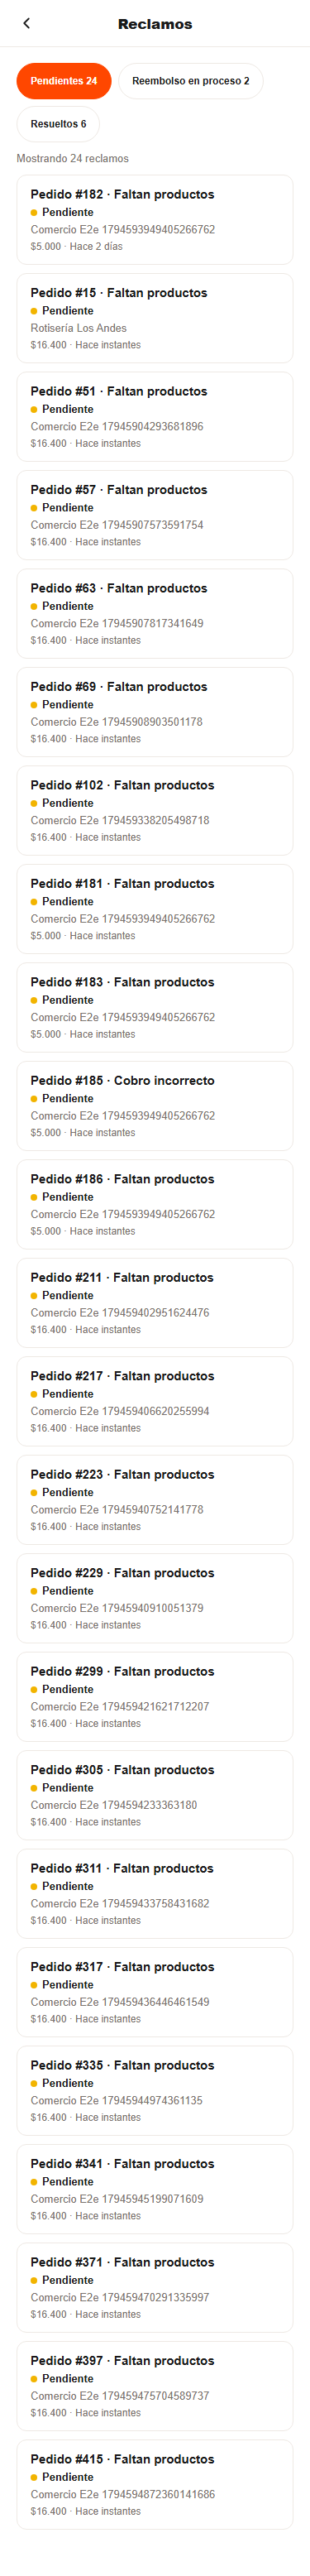 Reclamos
Pendientes 24
Reembolso en proceso 2
Resueltos 6
Mostrando 24 reclamos
Pedido #182 · Faltan productos
Pendiente
Comercio E2e 1794593949405266762
$5.000 · Hace 2 días
Pedido #15 · Faltan productos
Pendiente
Rotisería Los Andes
$16.400 · Hace instantes
Pedido #51 · Faltan productos
Pendiente
Comercio E2e 17945904293681896
$16.400 · Hace instantes
Pedido #57 · Faltan productos
Pendiente
Comercio E2e 17945907573591754
$16.400 · Hace instantes
Pedido #63 · Faltan productos
Pendiente
Comercio E2e 17945907817341649
$16.400 · Hace instantes
Pedido #69 · Faltan productos
Pendiente
Comercio E2e 17945908903501178
$16.400 · Hace instantes
Pedido #102 · Faltan productos
Pendiente
Comercio E2e 179459338205498718
$16.400 · Hace instantes
Pedido #181 · Faltan productos
Pendiente
Comercio E2e 1794593949405266762
$5.000 · Hace instantes
Pedido #183 · Faltan productos
Pendiente
Comercio E2e 1794593949405266762
$5.000 · Hace instantes
Pedido #185 · Cobro incorrecto
Pendiente
Comercio E2e 1794593949405266762
$5.000 · Hace instantes
Pedido #186 · Faltan productos
Pendiente
Comercio E2e 1794593949405266762
$5.000 · Hace instantes
Pedido #211 · Faltan productos
Pendiente
Comercio E2e 179459402951624476
$16.400 · Hace instantes
Pedido #217 · Faltan productos
Pendiente
Comercio E2e 179459406620255994
$16.400 · Hace instantes
Pedido #223 · Faltan productos
Pendiente
Comercio E2e 17945940752141778
$16.400 · Hace instantes
Pedido #229 · Faltan productos
Pendiente
Comercio E2e 17945940910051379
$16.400 · Hace instantes
Pedido #299 · Faltan productos
Pendiente
Comercio E2e 179459421621712207
$16.400 · Hace instantes
Pedido #305 · Faltan productos
Pendiente
Comercio E2e 1794594233363180
$16.400 · Hace instantes
Pedido #311 · Faltan productos
Pendiente
Comercio E2e 179459433758431682
$16.400 · Hace instantes
Pedido #317 · Faltan productos
Pendiente
Comercio E2e 179459436446461549
$16.400 · Hace instantes
Pedido #335 · Faltan productos
Pendiente
Comercio E2e 17945944974361135
$16.400 · Hace instantes
Pedido #341 · Faltan productos
Pendiente
Comercio E2e 17945945199071609
$16.400 · Hace instantes
Pedido #371 · Faltan productos
Pendiente
Comercio E2e 179459470291335997
$16.400 · Hace instantes
Pedido #397 · Faltan productos
Pendiente
Comercio E2e 179459475704589737
$16.400 · Hace instantes
Pedido #415 · Faltan productos
Pendiente
Comercio E2e 1794594872360141686
$16.400 · Hace instantes